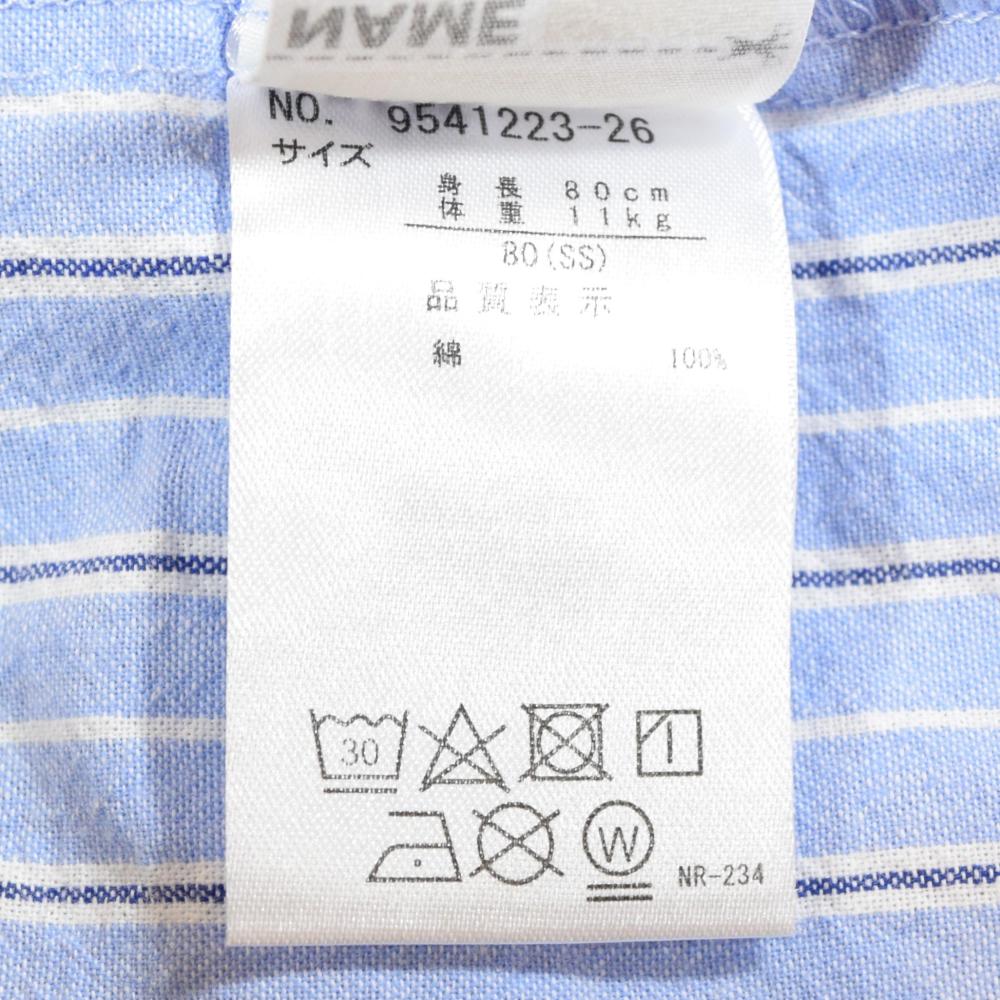 NAME
NO. 9541223-26
サイズ
身長 80cm
体重 11kg
80(SS)
品質表示
綿 100%
30
W
NR-234